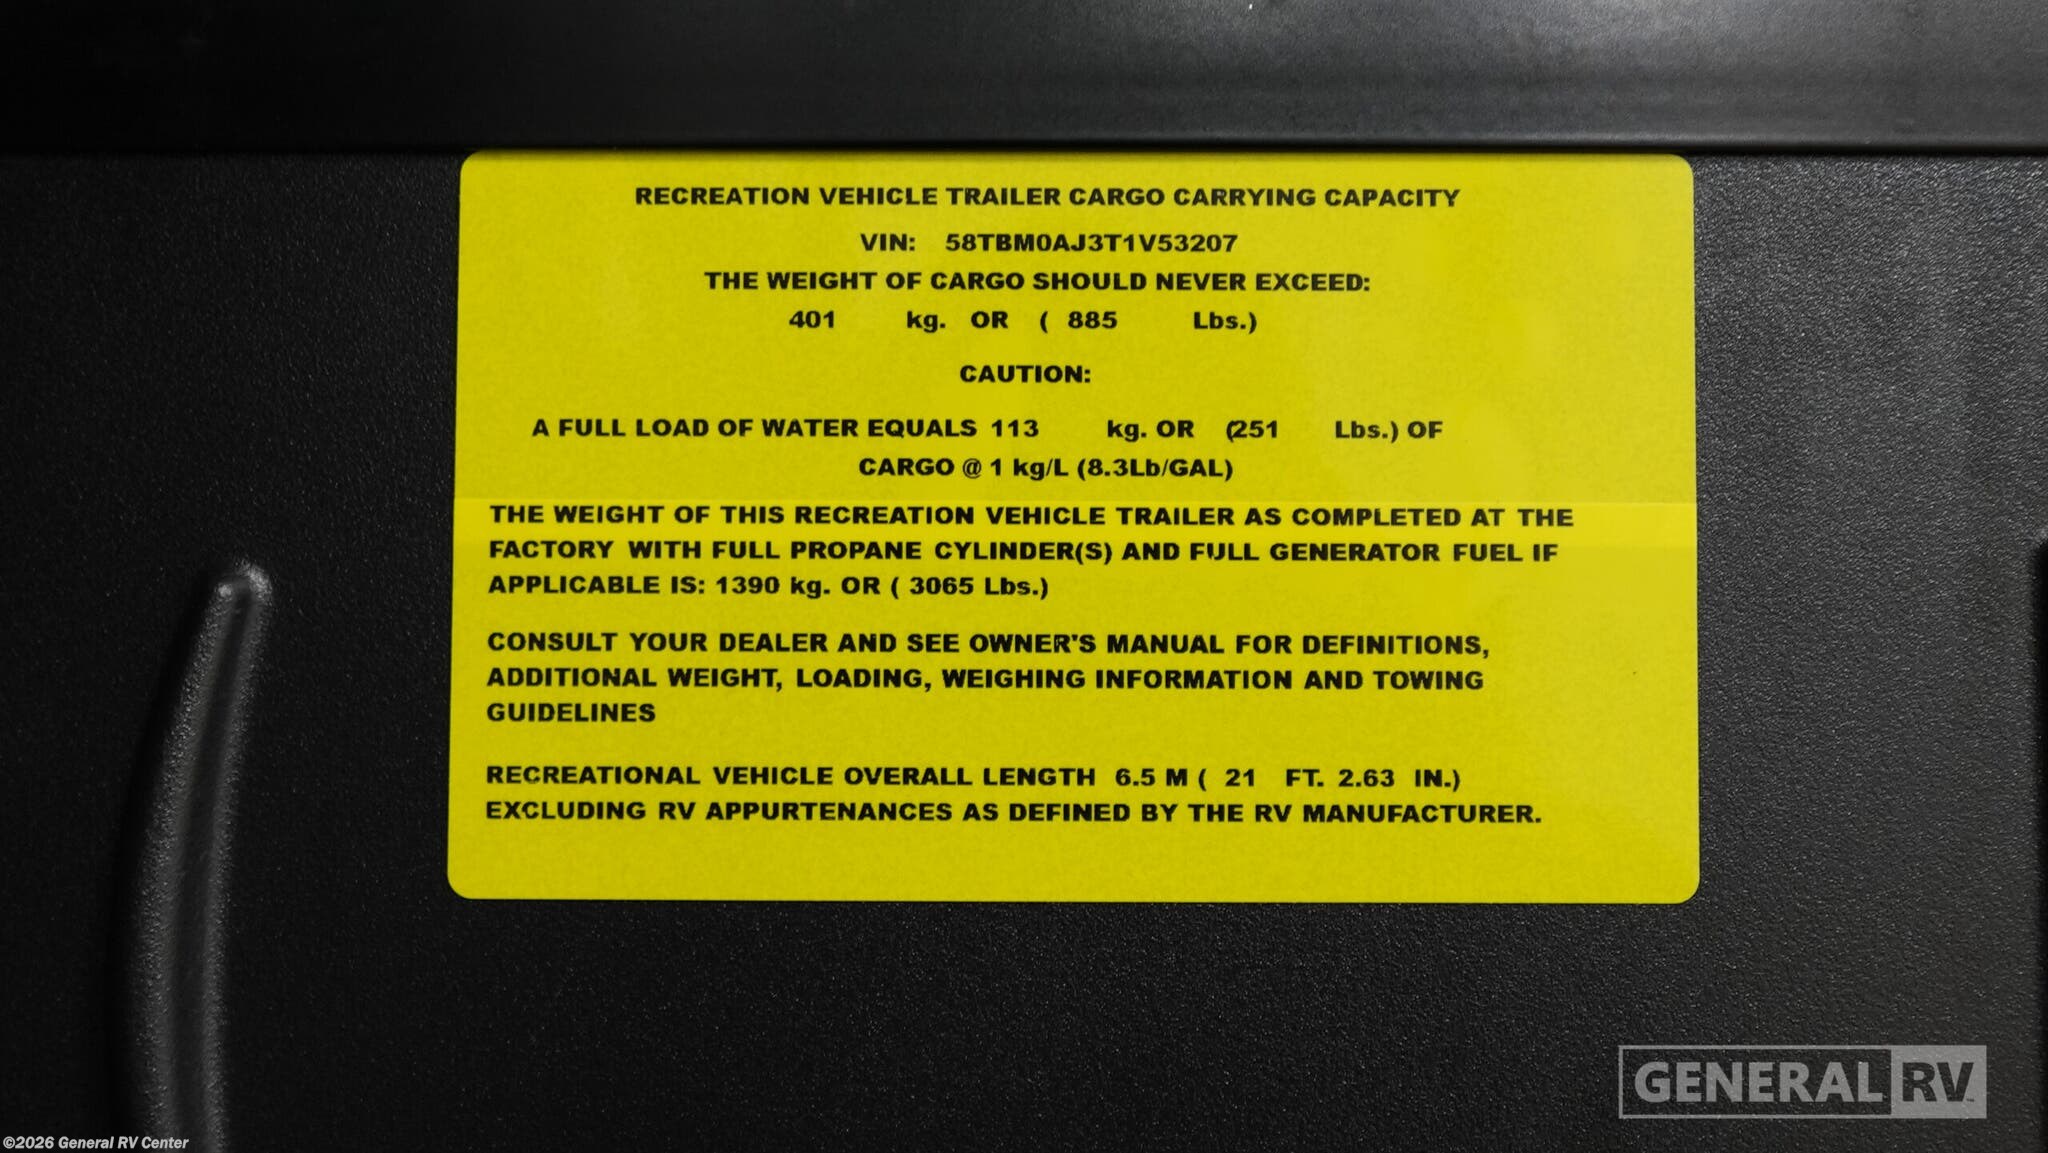 RECREATION VEHICLE TRAILER CARGO CARRYING CAPACITY
VIN: 58TBM0AJ3T1V53207
THE WEIGHT OF CARGO SHOULD NEVER EXCEED:
401 kg. OR ( 885 Lbs.)
CAUTION:
A FULL LOAD OF WATER EQUALS 113 kg. OR (251 Lbs.) OF
CARGO @ 1 kg/L (8.3Lb/GAL)
THE WEIGHT OF THIS RECREATION VEHICLE TRAILER AS COMPLETED AT THE
FACTORY WITH FULL PROPANE CYLINDER(S) AND FULL GENERATOR FUEL IF
APPLICABLE IS: 1390 kg. OR ( 3065 Lbs.)
CONSULT YOUR DEALER AND SEE OWNER'S MANUAL FOR DEFINITIONS,
ADDITIONAL WEIGHT, LOADING, WEIGHING INFORMATION AND TOWING
GUIDELINES
RECREATIONAL VEHICLE OVERALL LENGTH 6.5 M ( 21 FT. 2.63 IN.)
EXCLUDING RV APPURTENANCES AS DEFINED BY THE RV MANUFACTURER.
GENERAL RV
©2026 General RV Center